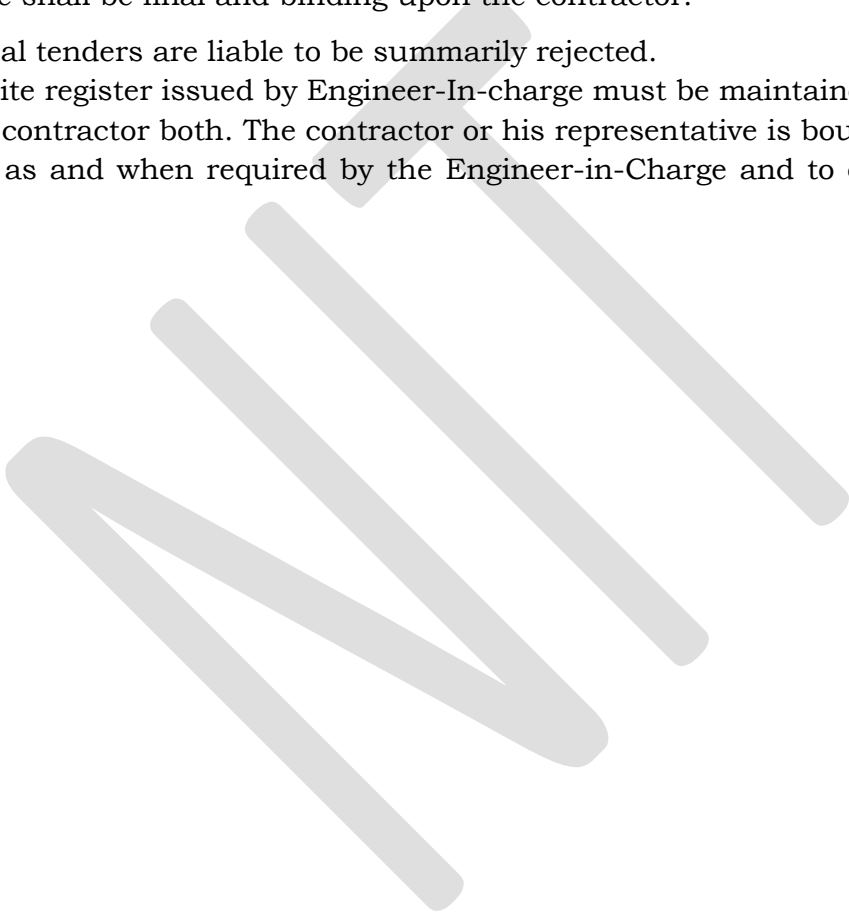 e shall be final and binding upon the contractor.
al tenders are liable to be summarily rejected.
ite register issued by Engineer-In-charge must be maintain
contractor both. The contractor or his representative is bou
as and when required by the Engineer-in-Charge and to
NIT